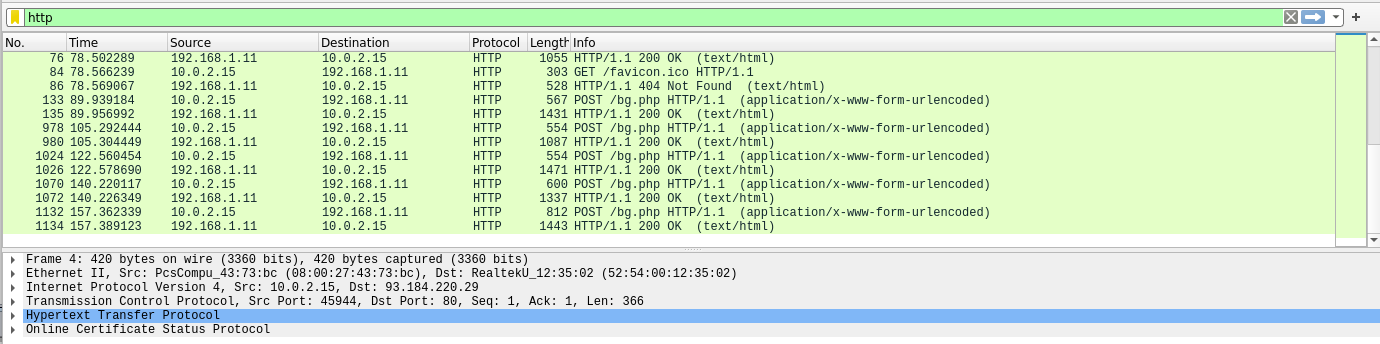 http
No. Time Source Destination Protocol Length Info
76 78.502289 192.168.1.11 10.0.2.15 HTTP 1055 HTTP/1.1 200 OK (text/html)
84 78.566239 10.0.2.15 192.168.1.11 HTTP 303 GET /favicon.ico HTTP/1.1
86 78.569067 192.168.1.11 10.0.2.15 HTTP 528 HTTP/1.1 404 Not Found (text/html)
133 89.939184 10.0.2.15 192.168.1.11 HTTP 567 POST /bg.php HTTP/1.1 (application/x-www-form-urlencoded)
135 89.956992 192.168.1.11 10.0.2.15 HTTP 1431 HTTP/1.1 200 OK (text/html)
978 105.292444 10.0.2.15 192.168.1.11 HTTP 554 POST /bg.php HTTP/1.1 (application/x-www-form-urlencoded)
980 105.304449 192.168.1.11 10.0.2.15 HTTP 1087 HTTP/1.1 200 OK (text/html)
1024 122.560454 10.0.2.15 192.168.1.11 HTTP 554 POST /bg.php HTTP/1.1 (application/x-www-form-urlencoded)
1026 122.578690 192.168.1.11 10.0.2.15 HTTP 1471 HTTP/1.1 200 OK (text/html)
1070 140.220117 10.0.2.15 192.168.1.11 HTTP 600 POST /bg.php HTTP/1.1 (application/x-www-form-urlencoded)
1072 140.226349 192.168.1.11 10.0.2.15 HTTP 1337 HTTP/1.1 200 OK (text/html)
1132 157.362339 10.0.2.15 192.168.1.11 HTTP 812 POST /bg.php HTTP/1.1 (application/x-www-form-urlencoded)
1134 157.389123 192.168.1.11 10.0.2.15 HTTP 1443 HTTP/1.1 200 OK (text/html)
Frame 4: 420 bytes on wire (3360 bits), 420 bytes captured (3360 bits)
Ethernet II, Src: PcsCompu_43:73:bc (08:00:27:43:73:bc), Dst: RealtekU_12:35:02 (52:54:00:12:35:02)
Internet Protocol Version 4, Src: 10.0.2.15, Dst: 93.184.220.29
Transmission Control Protocol, Src Port: 45944, Dst Port: 80, Seq: 1, Ack: 1, Len: 366
Hypertext Transfer Protocol
Online Certificate Status Protocol